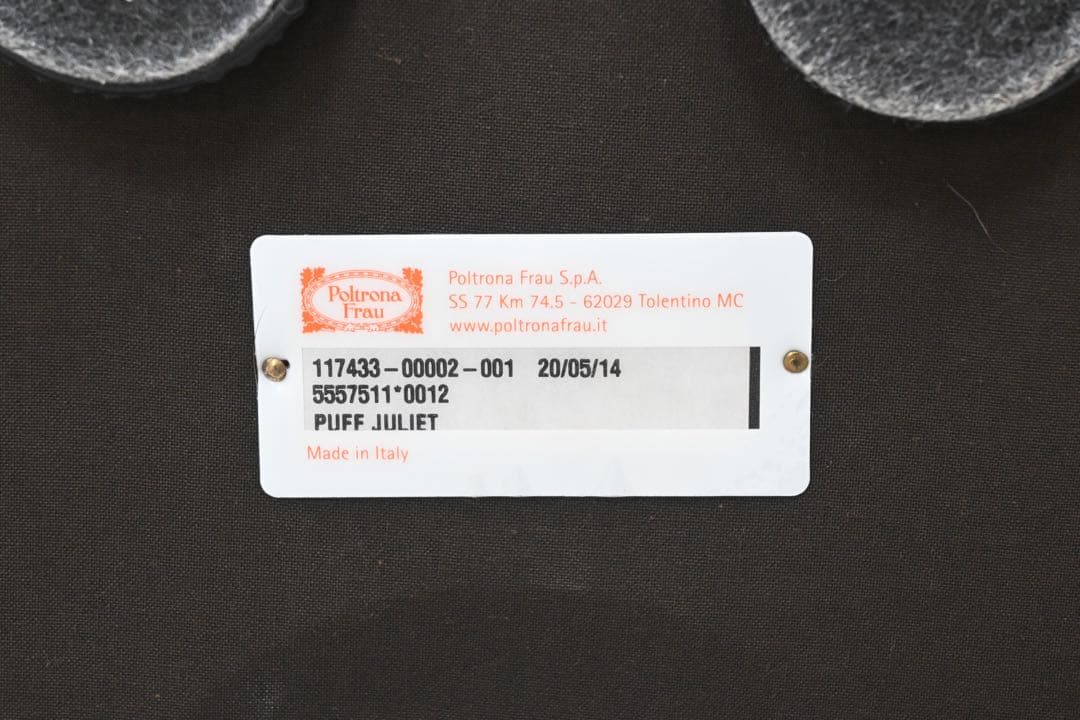 Poltrona
Frau
Poltrona Frau S.p.A.
SS 77 Km 74.5 - 62029 Tolentino MC
www.poltronafrau.it
117433-00002-001 20/05/14
5557511*0012
PUFF JULIET
Made in Italy